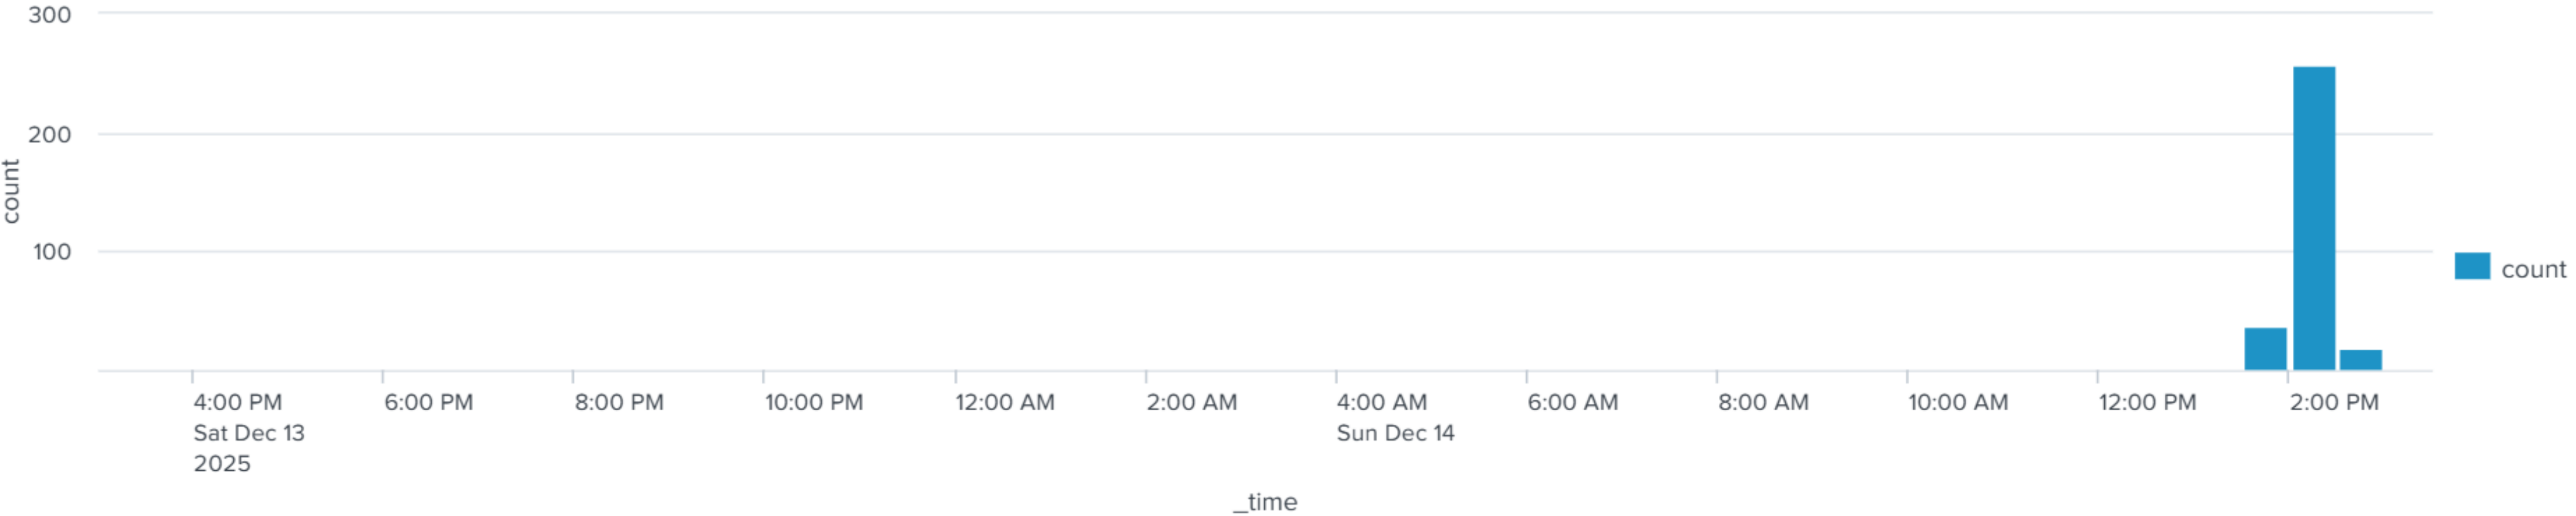 300
200
100
count
4:00 PM
Sat Dec 13
2025
6:00 PM
8:00 PM
10:00 PM
12:00 AM
2:00 AM
4:00 AM
Sun Dec 14
6:00 AM
8:00 AM
10:00 AM
12:00 PM
2:00 PM
_time
count